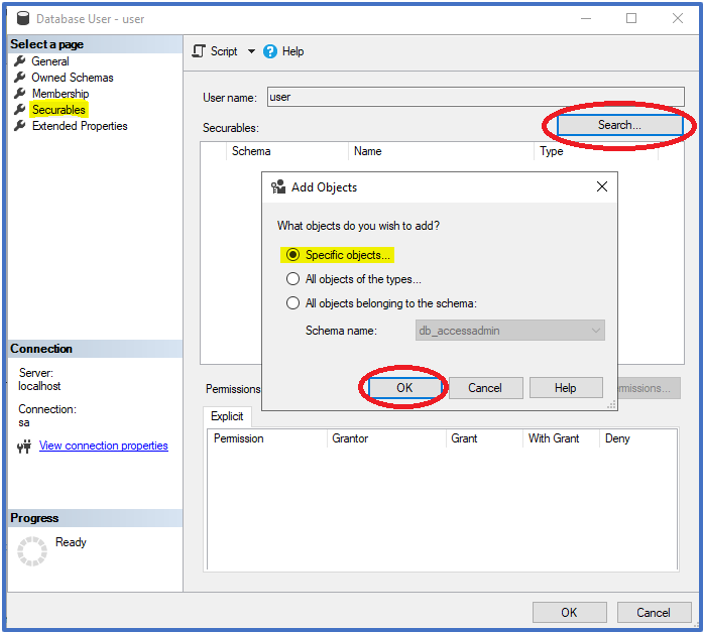 Database User - user
Select a page
General
Owned Schemas
Membership
Securables
Extended Properties
Script
Help
User name:
user
Securables:
Search...
Schema
Name
Type
Add Objects
What objects do you wish to add?
Specific objects...
All objects of the types...
All objects belonging to the schema:
Schema name:
db_accessadmin
OK
Cancel
Help
Connection
Server:
localhost
Connection:
sa
View connection properties
Permissions
ermissions...
Explicit
Permission
Grantor
Grant
With Grant
Deny
Progress
Ready
OK
Cancel